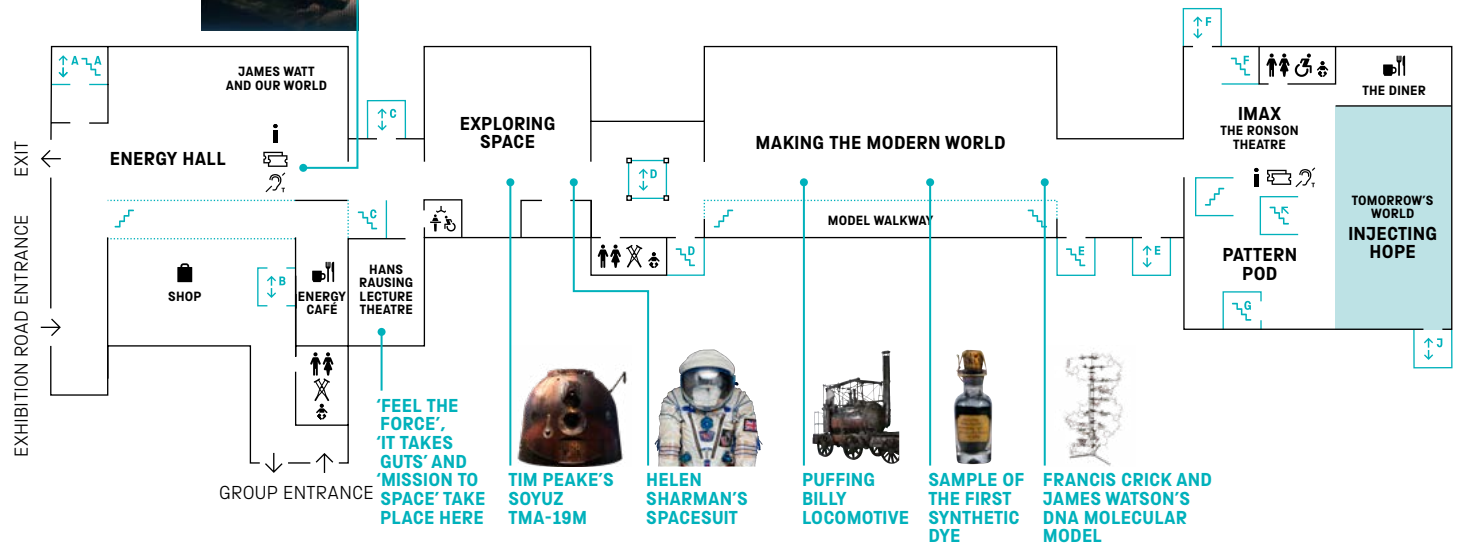 F
A
A
F
JAMES WATT
AND OUR WORLD
THE DINER
C
EXPLORING
SPACE
IMAX
THE RONSON
THEATRE
EXIT
ENERGY HALL
MAKING THE MODERN WORLD
T
D
T
TOMORROW'S
WORLD
INJECTING
HOPE
C
MODEL WALKWAY
EXHIBITION ROAD ENTRANCE
D
E
E
PATTERN
POD
SHOP
B
ENERGY
CAFÉ
HANS
RAUSING
LECTURE
THEATRE
G
J
'FEEL THE
FORCE',
'IT TAKES
GUTS' AND
'MISSION TO
SPACE' TAKE
PLACE HERE
GROUP ENTRANCE
TIM PEAKE'S
SOYUZ
TMA-19M
HELEN
SHARMAN'S
SPACESUIT
PUFFING
BILLY
LOCOMOTIVE
SAMPLE OF
THE FIRST
SYNTHETIC
DYE
FRANCIS CRICK AND
JAMES WATSON'S
DNA MOLECULAR
MODEL